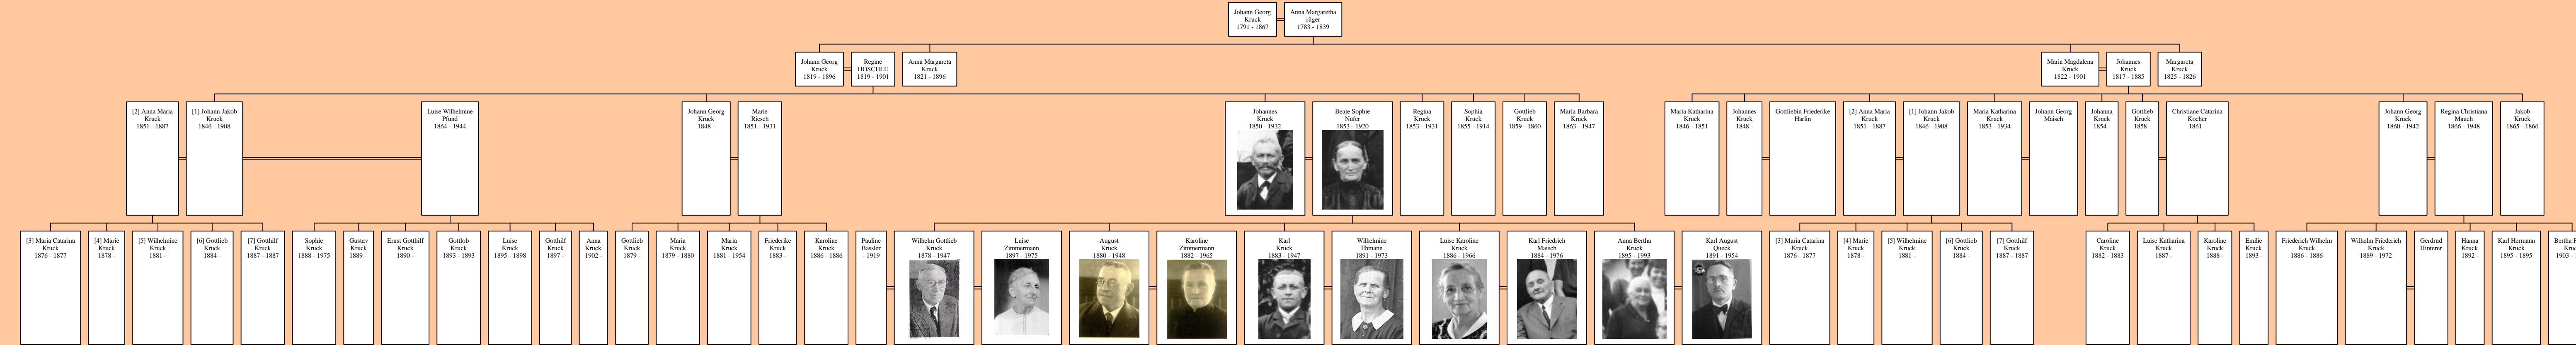 Johann Georg
Kruck
1791 - 1867
Anna Margaretha
rüger
1783 - 1839
Johann Georg
Kruck
1819 - 1896
Regine
HÖSCHLE
1819 - 1901
Anna Margareta
Kruck
1821 - 1896
Maria Magdalena
Kruck
1822 - 1901
Johannes
Kruck
1817 - 1885
Margareta
Kruck
1825 - 1826
[2] Anna Maria
Kruck
1851 - 1887
[1] Johann Jakob
Kruck
1846 - 1908
Luise Wilhelmine
Pfund
1864 - 1944
Johann Georg
Kruck
1848 -
Marie
Riesch
1851 - 1931
Johannes
Kruck
1850 - 1932
Beate Sophie
Nufer
1853 - 1920
Regina
Kruck
1853 - 1931
Sophia
Kruck
1855 - 1914
Gottlieb
Kruck
1859 - 1860
Maria Barbara
Kruck
1863 - 1947
Maria Katharina
Kruck
1846 - 1851
Johannes
Kruck
1848 -
Gottliebin Friederike
Harlin
[2] Anna Maria
Kruck
1851 - 1887
[1] Johann Jakob
Kruck
1846 - 1908
Maria Katharina
Kruck
1853 - 1934
Johann Georg
Maisch
Johanna
Kruck
1854 -
Gottlieb
Kruck
1858 -
Christiane Catarina
Kocher
1861 -
Johann Georg
Kruck
1860 - 1942
Regina Christiana
Mauch
1866 - 1948
Jakob
Kruck
1865 - 1866
[3] Maria Catarina
Kruck
1876 - 1877
[4] Marie
Kruck
1878 -
[5] Wilhelmine
Kruck
1881 -
[6] Gottlieb
Kruck
1884 -
[7] Gotthilf
Kruck
1887 - 1887
Sophie
Kruck
1888 - 1975
Gustav
Kruck
1889 -
Ernst Gotthilf
Kruck
1890 -
Gottlob
Kruck
1893 - 1893
Luise
Kruck
1895 - 1898
Gotthilf
Kruck
1897 -
Anna
Kruck
1902 -
Gottlieb
Kruck
1879 -
Maria
Kruck
1879 - 1880
Maria
Kruck
1881 - 1954
Friederike
Kruck
1883 -
Karoline
Kruck
1886 - 1886
Pauline
Bassler
- 1919
Wilhelm Gottlieb
Kruck
1878 - 1947
Luise
Zimmermann
1897 - 1975
August
Kruck
1880 - 1948
Karoline
Zimmermann
1882 - 1965
Karl
Kruck
1883 - 1947
Wilhelmine
Ehmann
1891 - 1973
Luise Karoline
Kruck
1886 - 1966
Karl Friedrich
Maisch
1884 - 1976
Anna Bertha
Kruck
1895 - 1993
Karl August
Queck
1891 - 1954
[3] Maria Catarina
Kruck
1876 - 1877
[4] Marie
Kruck
1878 -
[5] Wilhelmine
Kruck
1881 -
[6] Gottlieb
Kruck
1884 -
[7] Gotthilf
Kruck
1887 - 1887
Caroline
Kruck
1882 - 1883
Luise Katharina
Kruck
1887 -
Karoline
Kruck
1888 -
Emilie
Kruck
1893 -
Friederich Wilhelm
Kruck
1886 - 1886
Wilhelm Friederich
Kruck
1889 - 1972
Gerdrud
Hinterer
Hanna
Kruck
1892 -
Karl Hermann
Kruck
1895 - 1895
Bertha F
Kruc
1903 -